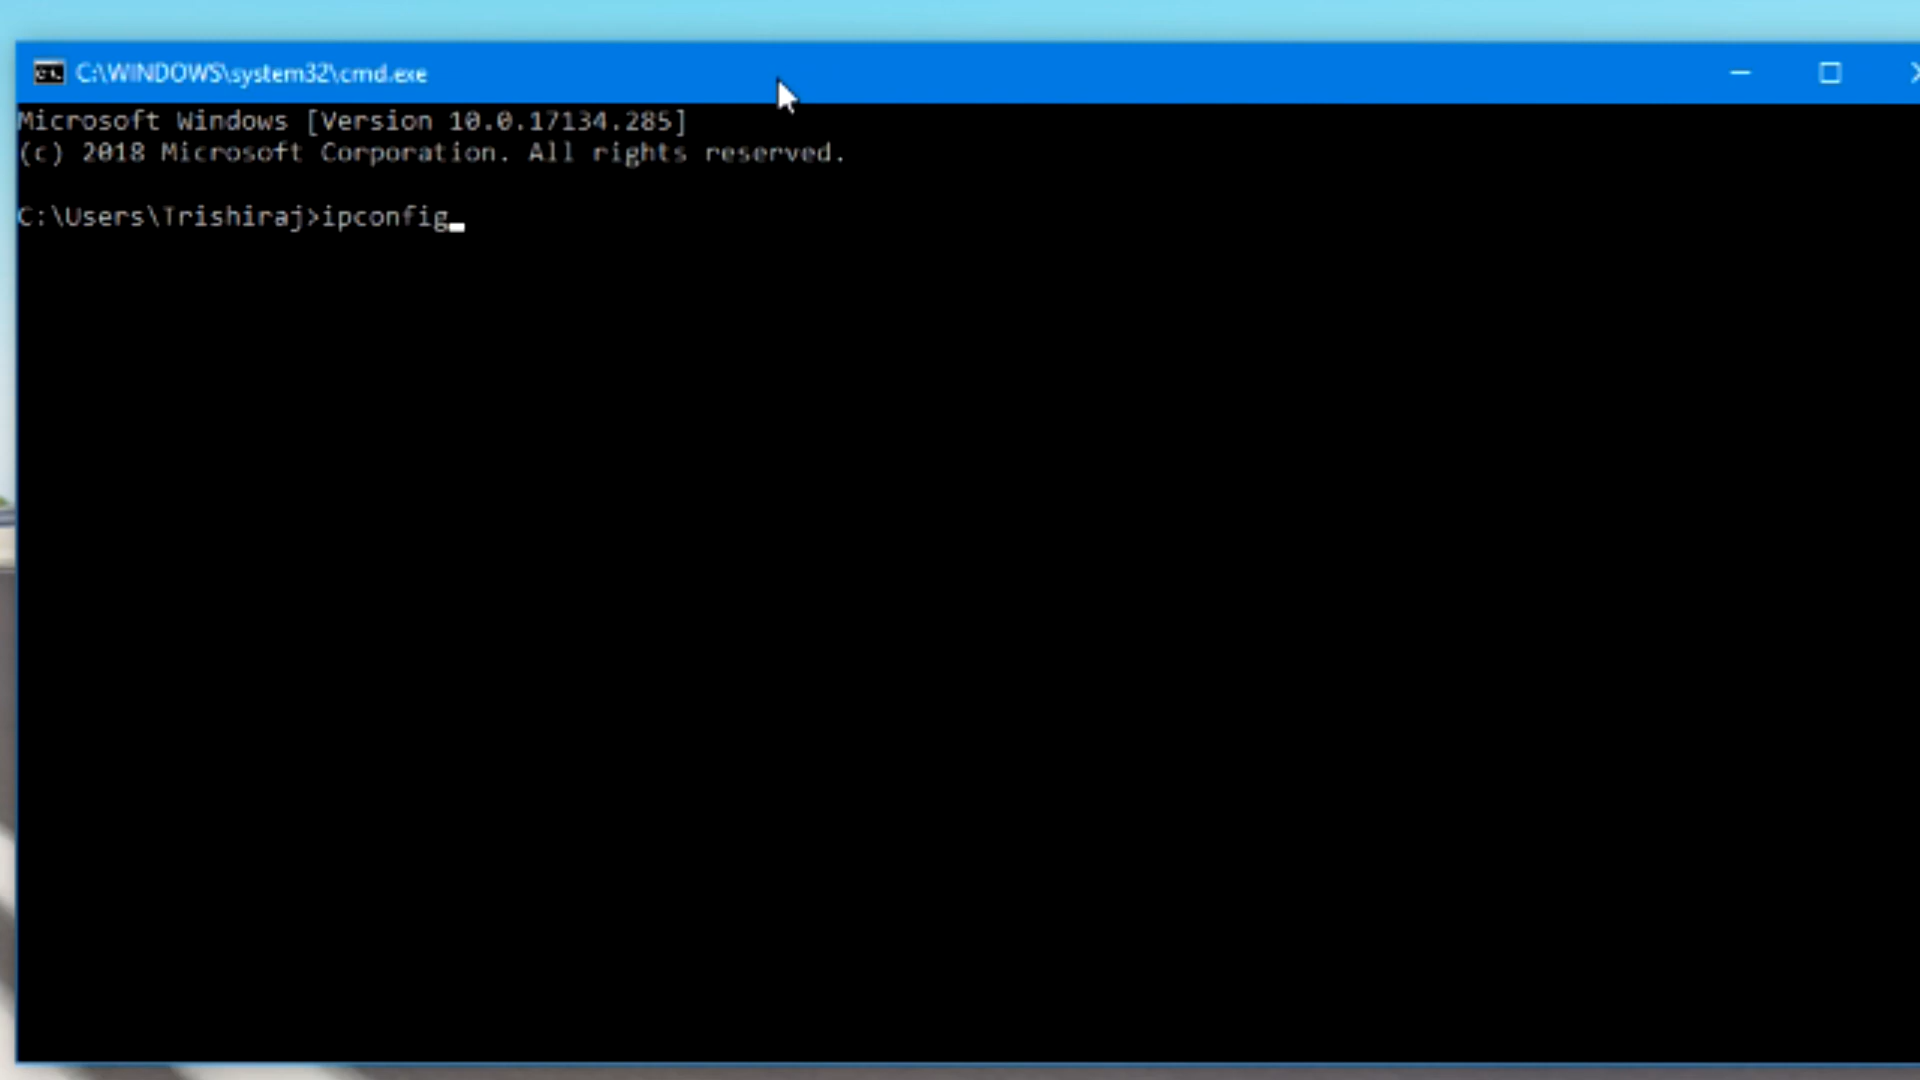 C:\WINDOWS\system32\cmd.exe
Microsoft Windows [Version 10.0.17134.285]
(c) 2018 Microsoft Corporation. All rights reserved.
C:\Users\Trishiraj>ipconfig